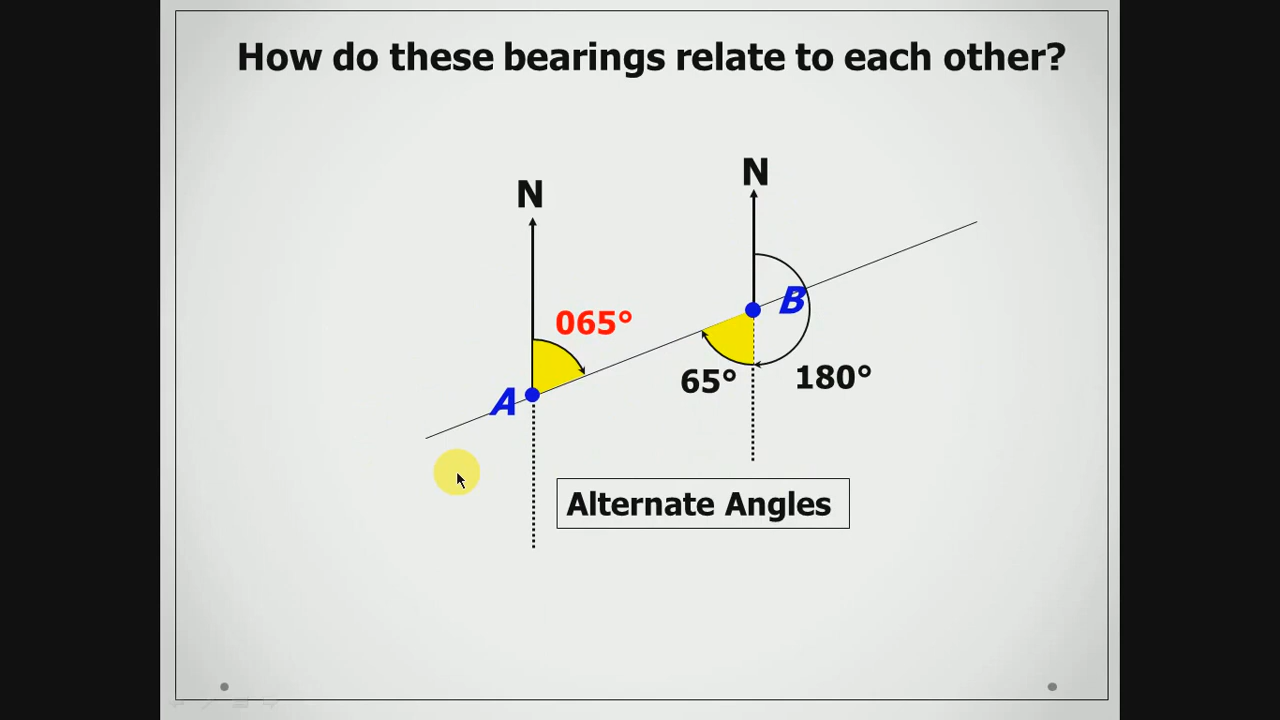 How do these bearings relate to each other?
N
N
065°
B
A
65°
180°
Alternate Angles